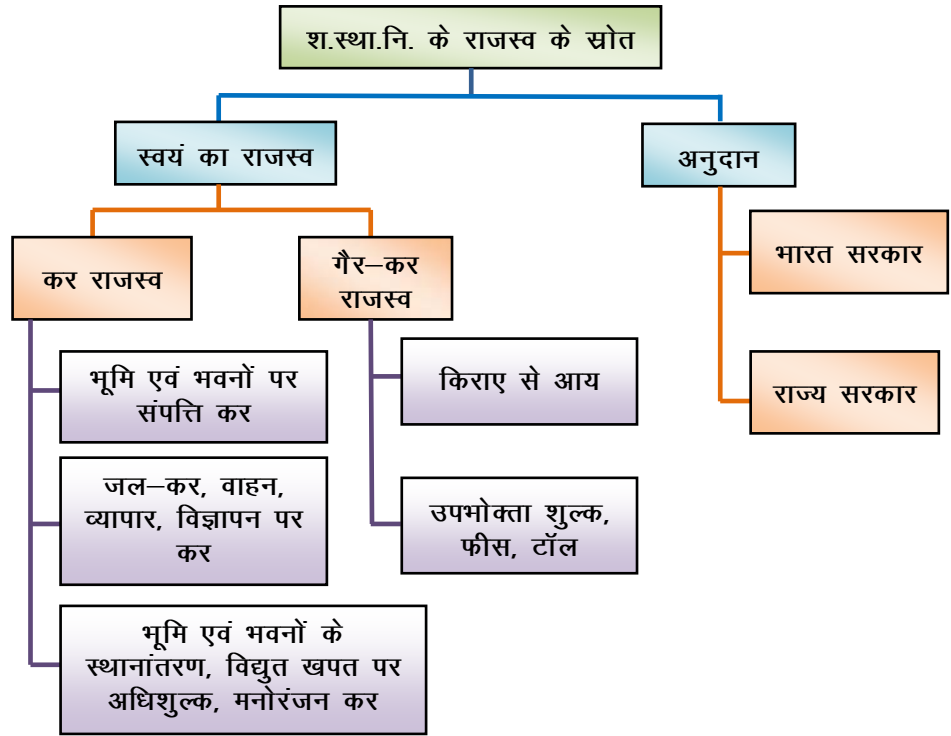 श.स्था.नि. के राजस्व के स्रोत
स्वयं का राजस्व
अनुदान
कर राजस्व
गैर–कर
राजस्व
भारत सरकार
भूमि एवं भवनों पर
संपत्ति कर
किराए से आय
राज्य सरकार
जल–कर, वाहन,
व्यापार, विज्ञापन पर
कर
उपभोक्ता शुल्क,
फीस, टॉल
भूमि एवं भवनों के
स्थानांतरण, विद्युत खपत पर
अधिशुल्क, मनोरंजन कर